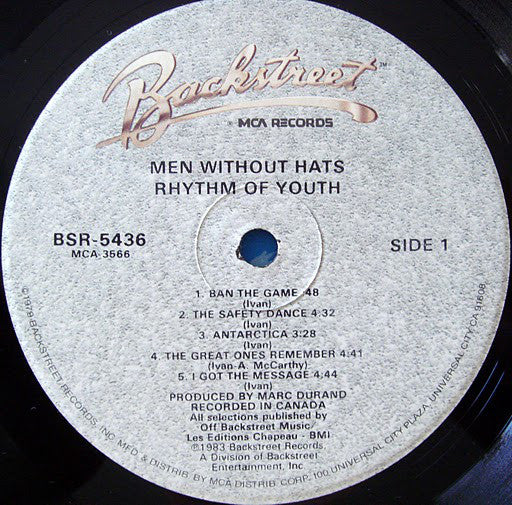 Backstreet™
MCA RECORDS
MEN WITHOUT HATS
RHYTHM OF YOUTH
BSR-5436
MCA-3566
SIDE 1
1. BAN THE GAME :48
(Ivan)
2. THE SAFETY DANCE 4:32
(Ivan)
3. ANTARCTICA 3:28
(Ivan)
4. THE GREAT ONES REMEMBER 4:41
(Ivan-A. McCarthy)
5. I GOT THE MESSAGE 4:44
(Ivan)
PRODUCED BY MARC DURAND
RECORDED IN CANADA
All selections published by
Off Backstreet Music/
Les Editions Chapeau - BMI
℗1983 Backstreet Records.
A Division of Backstreet
Entertainment, Inc.
©1979 BACKSTREET RECORDS, INC. MFD. & DISTRIB. BY MCA DISTRIB. CORP. 100 UNIVERSAL CITY PLAZA, UNIVERSAL CITY, CA 91608